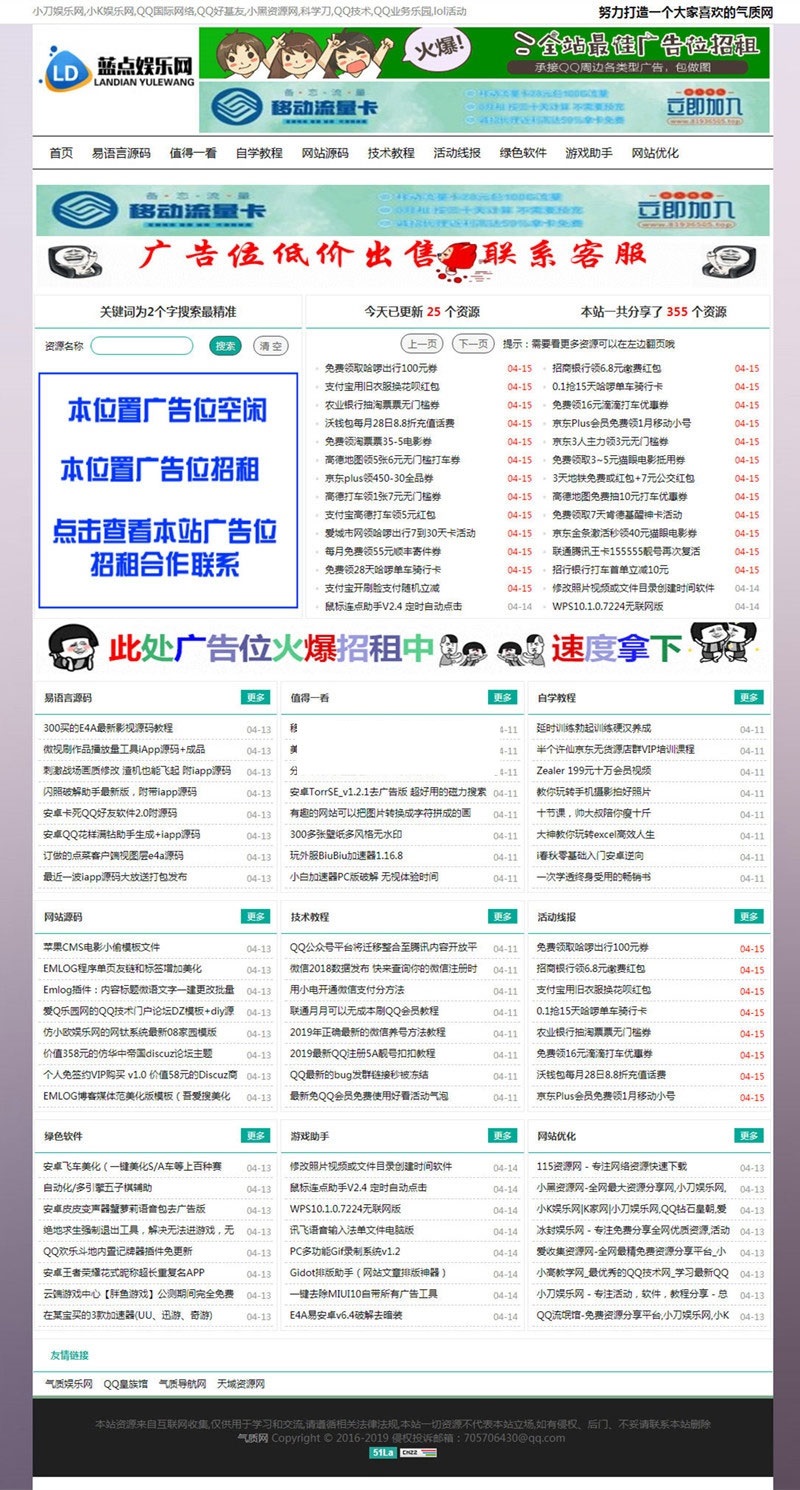 小刀娱乐网,小K娱乐网,QQ国际网络,QQ好基友,小黑资源网,科学刀,QQ技术,QQ业务乐园,lol活动
努力打造一个大家喜欢的气质网
LD
蓝点娱乐网
LANDIAN YULEWANG
火爆!
全站最佳广告位招租
承接QQ周边各类型广告，包做图
移动流量卡
立即加入
首页 易语言源码 值得一看 自学教程 网站源码 技术教程 活动线报 绿色软件 游戏助手 网站优化
移动流量卡
立即加入
广告位低价出售 联系客服
关键词为2个字搜索最精准
今天已更新 25 个资源
本站一共分享了 355 个资源
资源名称 搜索 清 空
上一页 下一页 提示：需要看更多资源可以在左边翻页哦
本位置广告位空闲
本位置广告位招租
点击查看本站广告位
招租合作联系
免费领取哈啰出行100元券 04-15
支付宝用旧衣服换花呗红包 04-15
农业银行抽淘票票无门槛券 04-15
沃钱包每月28日8.8折充值话费 04-15
免费领淘票票35-5电影券 04-15
高德地图领5张6元无门槛打车券 04-15
京东plus领450-30全品券 04-15
高德打车领1张7元无门槛券 04-15
支付宝高德打车领5元红包 04-15
爱城市网领哈啰出行7到30天卡活动 04-15
每月免费领55元顺丰寄件券 04-15
免费领28天哈啰单车骑行卡 04-15
支付宝开刷脸支付随机立减 04-15
鼠标连点助手V2.4 定时自动点击 04-14
招商银行领6.8元缴费红包 04-15
0.1抢15天哈啰单车骑行卡 04-15
免费领16元滴滴打车优惠券 04-15
京东Plus会员免费领1月移动小号 04-15
京东3人主力领3元无门槛券 04-15
免费领取3~5元猫眼电影抵用券 04-15
3天地铁免费或红包+7元公交红包 04-15
高德地图免费抽10元打车优惠券 04-15
免费领取7天肯德基醒神卡活动 04-15
京东金条激活秒领40元猫眼电影券 04-15
联通腾讯王卡155555靓号再次复活 04-15
招行银行打车首单立减10元 04-15
修改照片视频或文件目录创建时间软件 04-14
WPS10.1.0.7224无联网版 04-14
此处广告位火爆招租中 速度拿下
易语言源码 更多
300买的E4A最新影视源码教程 04-13
微视刷作品播放量工具iApp源码+成品 04-13
刺激战场画质修改 渣机也能飞起 附iapp源码 04-13
闪照破解助手最新版，附带iapp源码 04-13
安卓卡死QQ好友软件2.0附源码 04-13
安卓QQ花样满钻助手生成+iapp源码 04-13
订做的点菜客户端视图层e4a源码 04-13
最近一波iapp源码大放送打包发布 04-13
值得一看 更多
04-11
04-11
04-11
安卓TorrSE_v1.2.1去广告版 超好用的磁力搜索 04-11
有趣的网站可以把图片转换成字符拼成的画 04-11
300多张壁纸多风格无水印 04-11
玩外服BiuBiu加速器1.16.8 04-11
小白加速器PC版破解 无视体验时间 04-11
自学教程 更多
延时训练勃起训练硬汉养成 04-11
半个许仙京东无货源店群VIP培训课程 04-11
Zealer 199元十万会员视频 04-11
教你玩转手机摄影拍好照片 04-11
十节课，帅大叔陪你瘦十斤 04-11
大神教你玩转excel高效人生 04-11
i春秋零基础入门安卓逆向 04-11
一次学透终身受用的畅销书 04-11
网站源码 更多
苹果CMS电影小偷模板文件 04-13
EMLOG程序单页友链和标签增加美化 04-13
Emlog插件：内容标题微语文字一建更改批量 04-13
爱Q乐园网的QQ技术门户论坛DZ模板+diy源 04-13
仿小欧娱乐网的网钛系统最新08家园模版 04-13
价值358元的仿华中帝国discuz论坛主题 04-13
个人免签约VIP购买 v1.0 价值58元的Discuz商 04-13
EMLOG博客媒体范美化版模板（吾爱搜美化 04-13
技术教程 更多
QQ公众号平台将迁移整合至腾讯内容开放平 04-11
微信2018数据发布 快来查询你的微信注册时 04-11
用小电开通微信支付分方法 04-11
联通月月可以无成本刷QQ会员教程 04-11
2019年正确最新的微信养号方法教程 04-11
2019最新QQ注册5A靓号扣扣教程 04-11
QQ最新的bug发群链接秒被冻结 04-11
最新免QQ会员免费使用好看活动气泡 04-11
活动线报 更多
免费领取哈啰出行100元券 04-15
招商银行领6.8元缴费红包 04-15
支付宝用旧衣服换花呗红包 04-15
0.1抢15天哈啰单车骑行卡 04-15
农业银行抽淘票票无门槛券 04-15
免费领16元滴滴打车优惠券 04-15
沃钱包每月28日8.8折充值话费 04-15
京东Plus会员免费领1月移动小号 04-15
绿色软件 更多
安卓飞车美化（一键美化S/A车等上百种赛 04-13
自动化/多引擎五子棋辅助 04-13
安卓皮皮变声器蟹萝莉语音包去广告版 04-13
绝地求生强制退出工具，解决无法进游戏，无 04-13
QQ欢乐斗地内置记牌器插件免更新 04-13
安卓王者荣耀花式昵称超长重复名APP 04-13
云端游戏中心【胖鱼游戏】公测期间完全免费 04-13
在某宝买的3款加速器(UU、迅游、奇游) 04-13
游戏助手 更多
修改照片视频或文件目录创建时间软件 04-14
鼠标连点助手V2.4 定时自动点击 04-14
WPS10.1.0.7224无联网版 04-14
讯飞语音输入法单文件电脑版 04-14
PC多功能Gif录制系统v1.2 04-14
Gidot排版助手（网站文章排版神器） 04-14
一键去除MIUI10自带所有广告工具 04-14
E4A易安卓v6.4破解去暗装 04-14
网站优化 更多
115资源网 - 专注网络资源快速下载 04-13
小黑资源网-全网最大资源分享网,小刀娱乐网, 04-13
小K娱乐网|K家网|小刀娱乐网,QQ钻石皇朝,爱 04-13
冰封娱乐网 - 专注免费分享全网优质资源,活动 04-13
爱收集资源网-全网最精免费资源分享平台_小 04-13
小高教学网_最优秀的QQ技术网_学习最新QQ 04-13
小刀娱乐网 - 专注活动，软件，教程分享 - 总 04-13
QQ流氓馆-免费资源分享平台,小刀娱乐网,小K 04-13
友情链接
气质娱乐网 QQ皇族馆 气质导航网 天域资源网
本站资源来自互联网收集,仅供用于学习和交流,请遵循相关法律法规,本站一切资源不代表本站立场,如有侵权、后门、不妥请联系本站删除
气质网 Copyright © 2016-2019 侵权投诉邮箱：705706430@qq.com
51La CNZZ